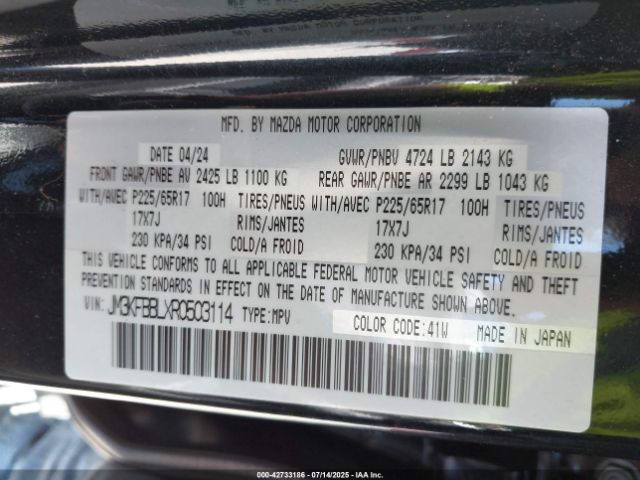 MFD. BY MAZDA MOTOR CORPORATION
DATE 04/24 GVWR/PNBV 4724 LB 2143 KG
FRONT GAWR/PNBE AV 2425 LB 1100 KG REAR GAWR/PNBE AR 2299 LB 1043 KG
WITH/AVEC P225/65R17 100H TIRES/PNEUS WITH/AVEC P225/65R17 100H TIRES/PNEUS
17X7J RIMS/JANTES 17X7J RIMS/JANTES
230 KPA/34 PSI COLD/A FROID 230 KPA/34 PSI COLD/A FROID
THIS VEHICLE CONFORMS TO ALL APPLICABLE FEDERAL MOTOR VEHICLE SAFETY AND THEFT
PREVENTION STANDARDS IN EFFECT ON THE DATE OF MANUFACTURE SHOWN ABOVE.
VIN: JM3KFBBLXR0503114 TYPE:MPV COLOR CODE:41W MADE IN JAPAN
000-42733186 - 07/14/2025 - IAA Inc.